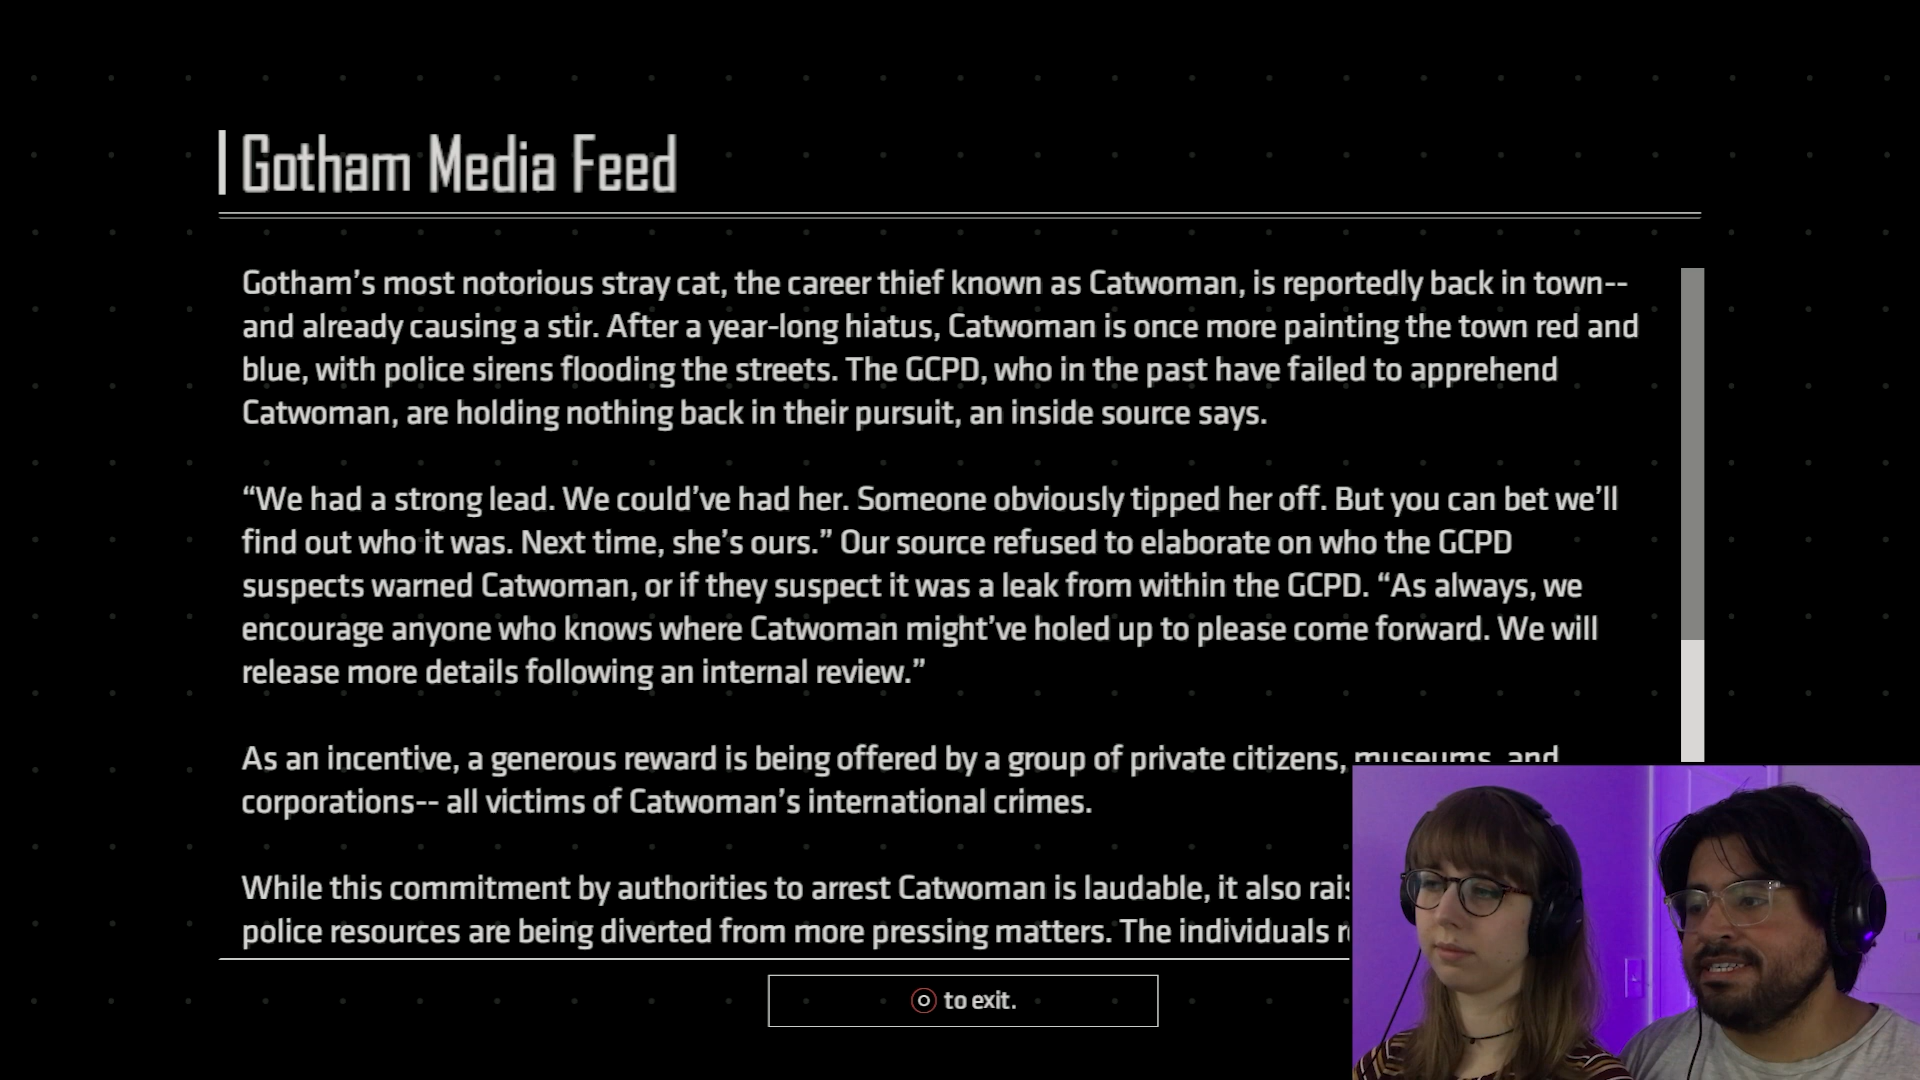 Gotham Media Feed
Gotham's most notorious stray cat, the career thief known as Catwoman, is reportedly back in town--
and already causing a stir. After a year-long hiatus, Catwoman is once more painting the town red and
blue, with police sirens flooding the streets. The GCPD, who in the past have failed to apprehend
Catwoman, are holding nothing back in their pursuit, an inside source says.
“We had a strong lead. We could've had her. Someone obviously tipped her off. But you can bet we'll
find out who it was. Next time, she's ours.” Our source refused to elaborate on who the GCPD
suspects warned Catwoman, or if they suspect it was a leak from within the GCPD. “As always, we
encourage anyone who knows where Catwoman might've holed up to please come forward. We will
release more details following an internal review.”
As an incentive, a generous reward is being offered by a group of private citizens, museums, and
corporations-- all victims of Catwoman's international crimes.
While this commitment by authorities to arrest Catwoman is laudable, it also
police resources are being diverted from more pressing matters. The individuals
to exit.